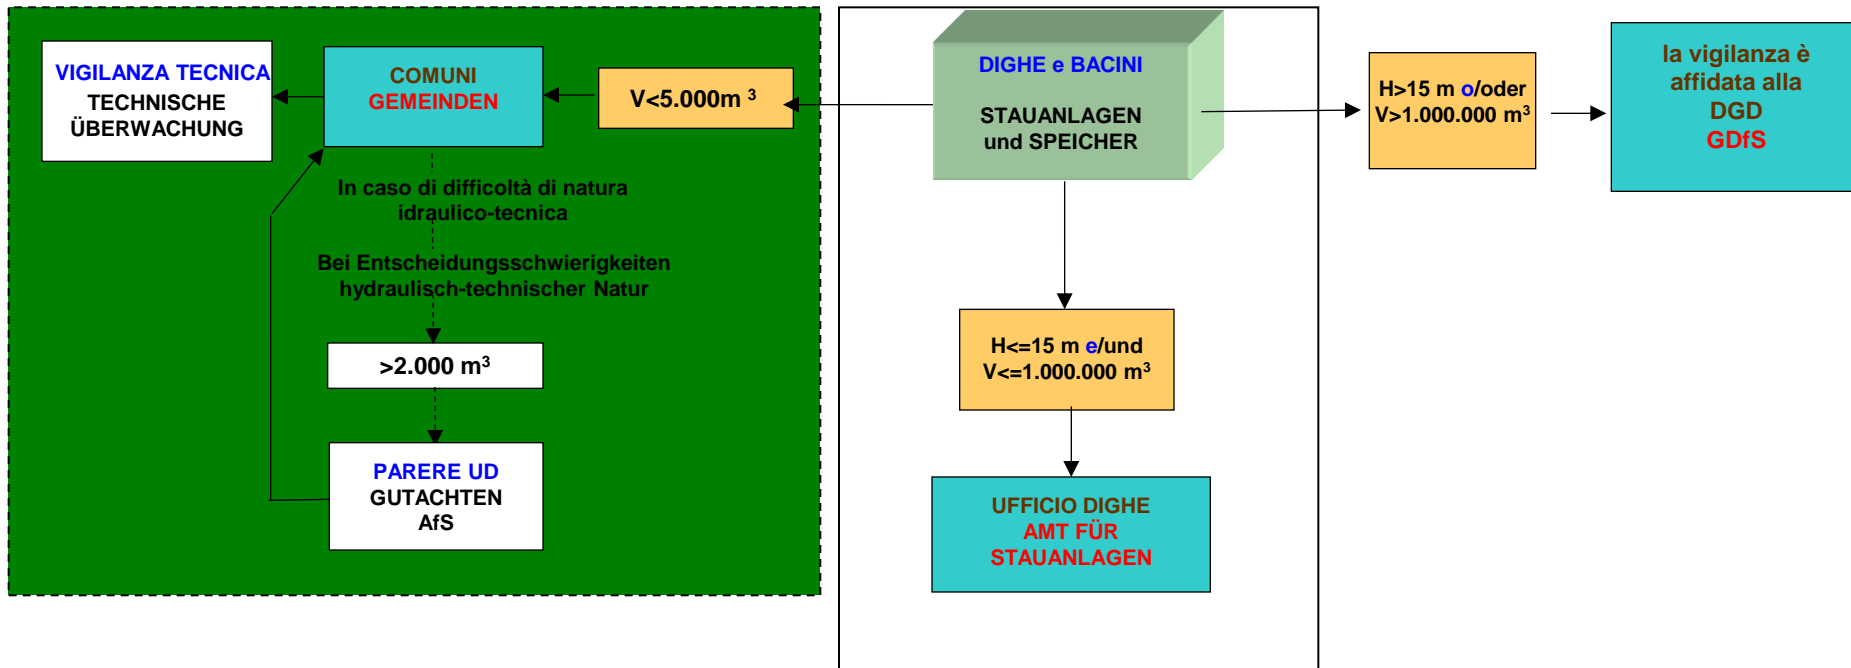 VIGILANZA TECNICA
TECHNISCHE
ÜBERWACHUNG
COMUNI
GEMEINDEN
V<5.000m ³
In caso di difficoltà di natura
idraulico-tecnica
Bei Entscheidungsschwierigkeiten
hydraulisch-technischer Natur
>2.000 m³
PARERE UD
GUTACHTEN
AfS
DIGHE e BACINI
STAUANLAGEN
und SPEICHER
H<=15 m e/und
V<=1.000.000 m³
UFFICIO DIGHE
AMT FÜR
STAUANLAGEN
H>15 m o/oder
V>1.000.000 m³
la vigilanza è
affidata alla
DGD
GDfS